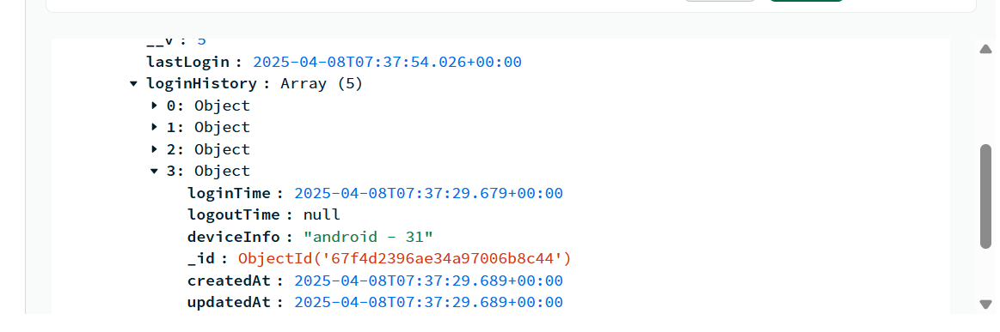 __v : 5
lastLogin : 2025-04-08T07:37:54.026+00:00
loginHistory : Array (5)
0: Object
1: Object
2: Object
3: Object
loginTime : 2025-04-08T07:37:29.679+00:00
logoutTime : null
deviceInfo : "android - 31"
_id : ObjectId('67f4d2396ae34a97006b8c44')
createdAt : 2025-04-08T07:37:29.689+00:00
updatedAt : 2025-04-08T07:37:29.689+00:00